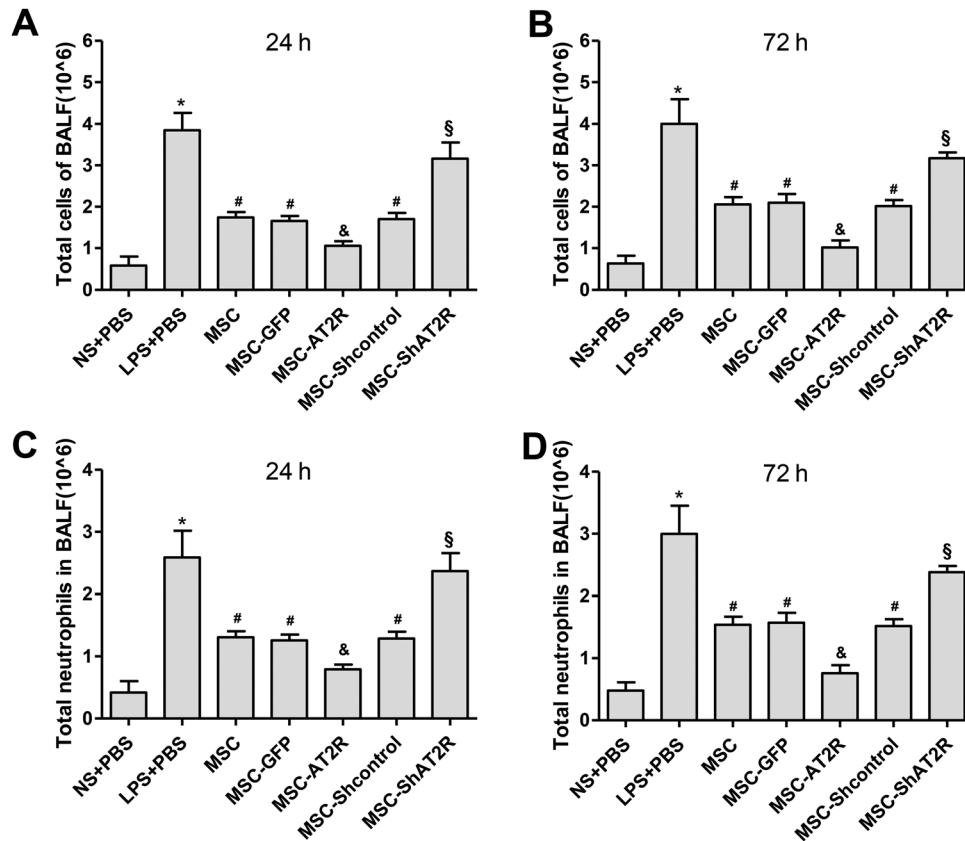 A
24 h
Total cells of BALF(10^6)
6
5
4
3
2
1
0
*
#
#
&
#
§
NS+PBS
LPS+PBS
MSC
MSC-GFP
MSC-AT2R
MSC-Shcontrol
MSC-ShAT2R
B
72 h
Total cells of BALF(10^6)
6
5
4
3
2
1
0
*
#
#
&
#
§
NS+PBS
LPS+PBS
MSC
MSC-GFP
MSC-AT2R
MSC-Shcontrol
MSC-ShAT2R
C
24 h
Total neutrophils in BALF(10^6)
4
3
2
1
0
*
#
#
&
#
§
NS+PBS
LPS+PBS
MSC
MSC-GFP
MSC-AT2R
MSC-Shcontrol
MSC-ShAT2R
D
72 h
Total neutrophils in BALF(10^6)
4
3
2
1
0
*
#
#
&
#
§
NS+PBS
LPS+PBS
MSC
MSC-GFP
MSC-AT2R
MSC-Shcontrol
MSC-ShAT2R